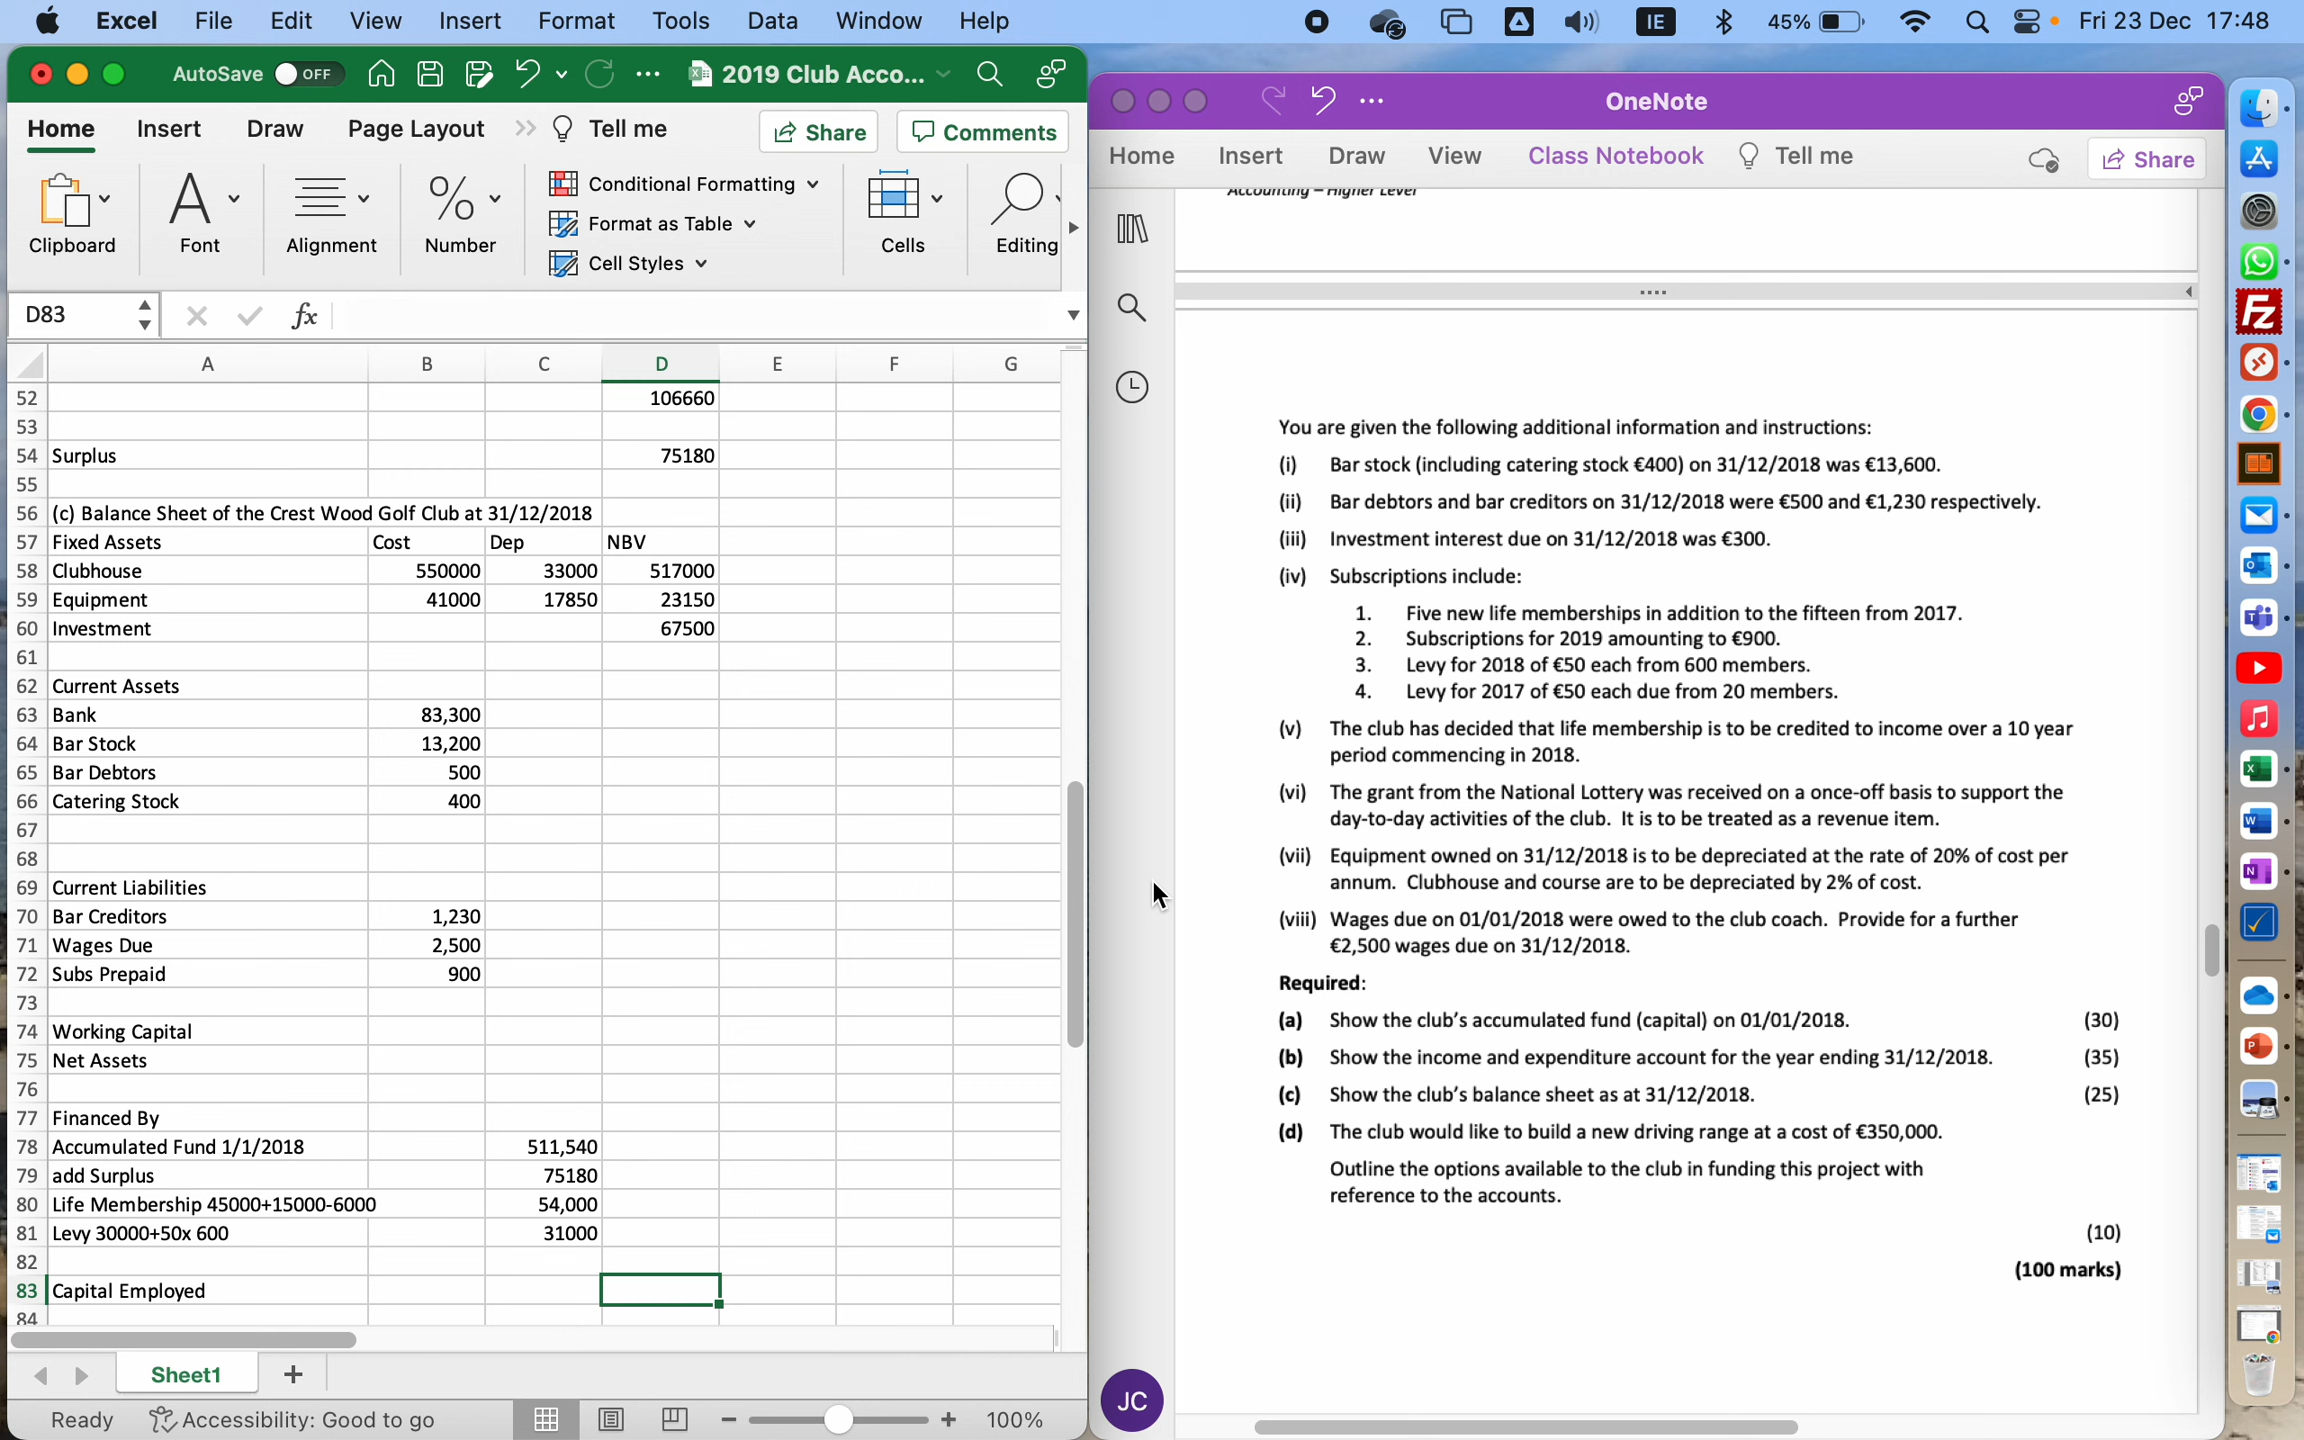 Excel File Edit View Insert Format Tools Data Window Help IE 45% Fri 23 Dec 17:48
AutoSave OFF 2019 Club Acco...
Home Insert Draw Page Layout Tell me Share Comments
Clipboard Font Alignment % Number Conditional Formatting Format as Table Cell Styles Cells Editing
D83 fx
A B C D E F G
52 106660
53
54 Surplus 75180
55
56 (c) Balance Sheet of the Crest Wood Golf Club at 31/12/2018
57 Fixed Assets Cost Dep NBV
58 Clubhouse 550000 33000 517000
59 Equipment 41000 17850 23150
60 Investment 67500
61
62 Current Assets
63 Bank 83,300
64 Bar Stock 13,200
65 Bar Debtors 500
66 Catering Stock 400
67
68
69 Current Liabilities
70 Bar Creditors 1,230
71 Wages Due 2,500
72 Subs Prepaid 900
73
74 Working Capital
75 Net Assets
76
77 Financed By
78 Accumulated Fund 1/1/2018 511,540
79 add Surplus 75180
80 Life Membership 45000+15000-6000 54,000
81 Levy 30000+50x 600 31000
82
83 Capital Employed
84
Sheet1
Ready Accessibility: Good to go 100%
OneNote
Home Insert Draw View Class Notebook Tell me Share
Accounting – Higher Level
You are given the following additional information and instructions:
(i) Bar stock (including catering stock €400) on 31/12/2018 was €13,600.
(ii) Bar debtors and bar creditors on 31/12/2018 were €500 and €1,230 respectively.
(iii) Investment interest due on 31/12/2018 was €300.
(iv) Subscriptions include:
1. Five new life memberships in addition to the fifteen from 2017.
2. Subscriptions for 2019 amounting to €900.
3. Levy for 2018 of €50 each from 600 members.
4. Levy for 2017 of €50 each due from 20 members.
(v) The club has decided that life membership is to be credited to income over a 10 year
period commencing in 2018.
(vi) The grant from the National Lottery was received on a once-off basis to support the
day-to-day activities of the club. It is to be treated as a revenue item.
(vii) Equipment owned on 31/12/2018 is to be depreciated at the rate of 20% of cost per
annum. Clubhouse and course are to be depreciated by 2% of cost.
(viii) Wages due on 01/01/2018 were owed to the club coach. Provide for a further
€2,500 wages due on 31/12/2018.
Required:
(a) Show the club's accumulated fund (capital) on 01/01/2018. (30)
(b) Show the income and expenditure account for the year ending 31/12/2018. (35)
(c) Show the club's balance sheet as at 31/12/2018. (25)
(d) The club would like to build a new driving range at a cost of €350,000.
Outline the options available to the club in funding this project with
reference to the accounts.
(10)
(100 marks)
JC